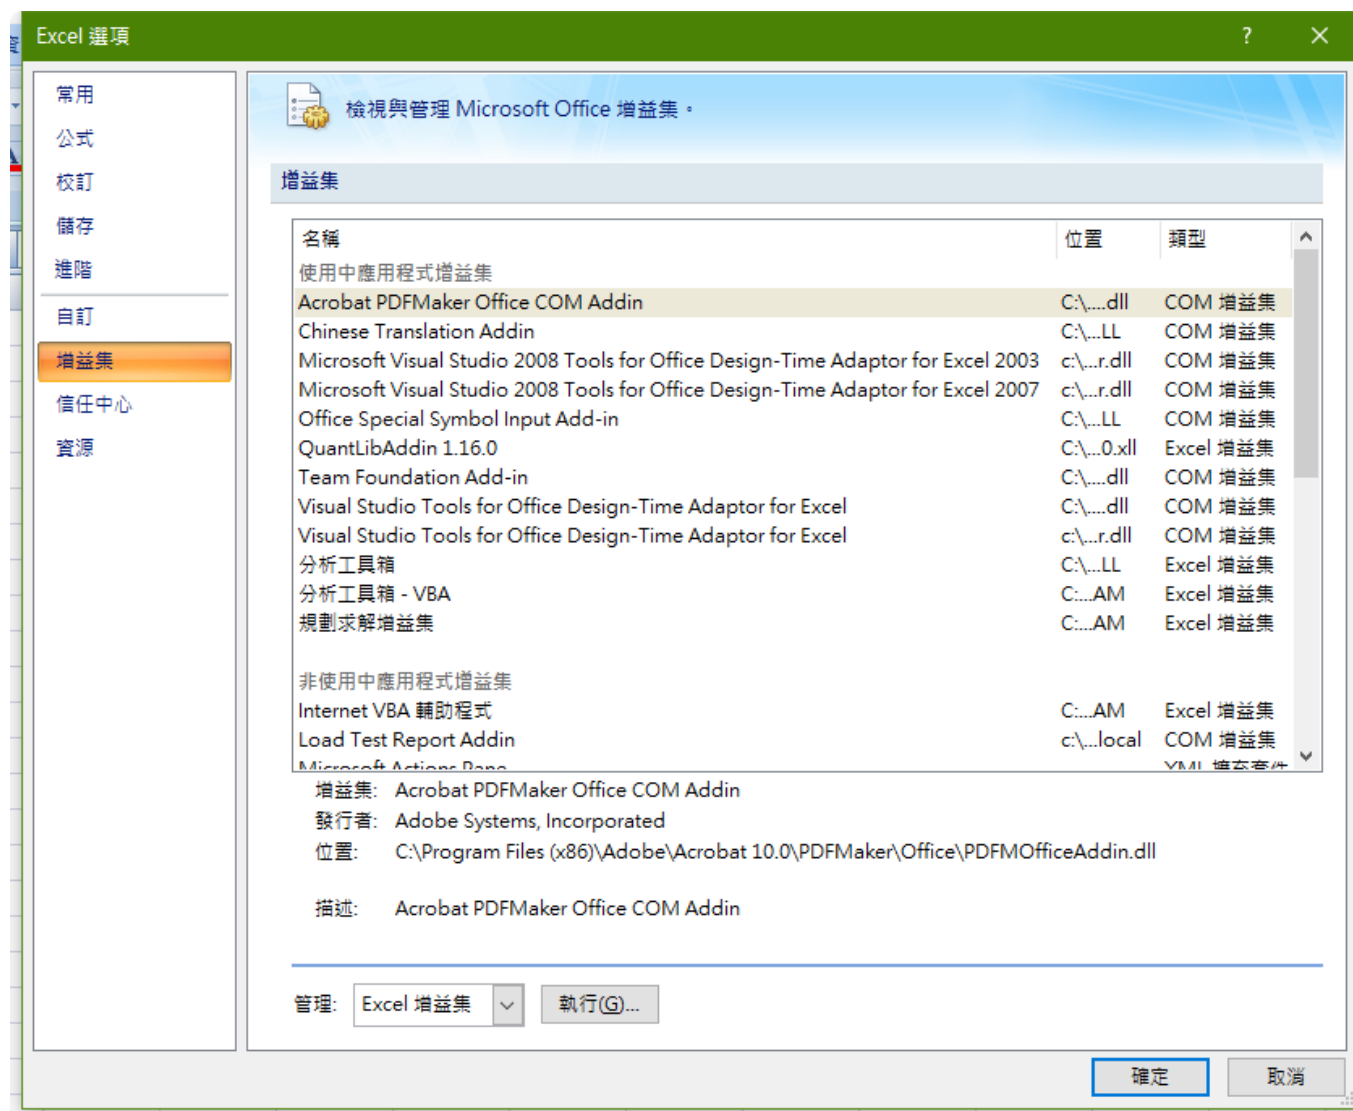 Excel 選項
常用
公式
校訂
儲存
進階
自訂
增益集
信任中心
資源
檢視與管理 Microsoft Office 增益集。
增益集
名稱 位置 類型
使用中應用程式增益集
Acrobat PDFMaker Office COM Addin C:\....dll COM 增益集
Chinese Translation Addin C:\...LL COM 增益集
Microsoft Visual Studio 2008 Tools for Office Design-Time Adaptor for Excel 2003 c:\...r.dll COM 增益集
Microsoft Visual Studio 2008 Tools for Office Design-Time Adaptor for Excel 2007 c:\...r.dll COM 增益集
Office Special Symbol Input Add-in C:\...LL COM 增益集
QuantLibAddin 1.16.0 C:\...0.xll Excel 增益集
Team Foundation Add-in C:\....dll COM 增益集
Visual Studio Tools for Office Design-Time Adaptor for Excel C:\....dll COM 增益集
Visual Studio Tools for Office Design-Time Adaptor for Excel c:\...r.dll COM 增益集
分析工具箱 C:\...LL Excel 增益集
分析工具箱 - VBA C:...AM Excel 增益集
規劃求解增益集 C:...AM Excel 增益集
非使用中應用程式增益集
Internet VBA 輔助程式 C:...AM Excel 增益集
Load Test Report Addin c:\...local COM 增益集
Microsoft Actions Pane XML 擴充套件
增益集: Acrobat PDFMaker Office COM Addin
發行者: Adobe Systems, Incorporated
位置: C:\Program Files (x86)\Adobe\Acrobat 10.0\PDFMaker\Office\PDFMOfficeAddin.dll
描述: Acrobat PDFMaker Office COM Addin
管理: Excel 增益集 執行(G)...
確定 取消